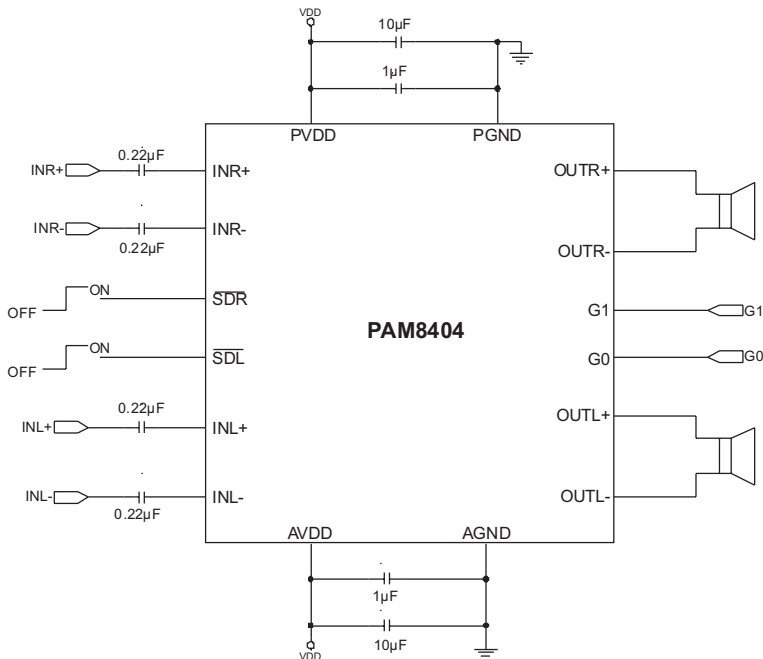 VDD
10µF
1µF
PVDD PGND
0.22µF
INR+ INR+ OUTR+
INR- INR-
0.22µF
OUTR-
ON
OFF SDR
G1 G1
ON
OFF SDL
PAM8404
G0 G0
0.22µF
INL+ INL+ OUTL+
INL- INL- OUTL-
0.22µF
AVDD AGND
1µF
10µF
VDD